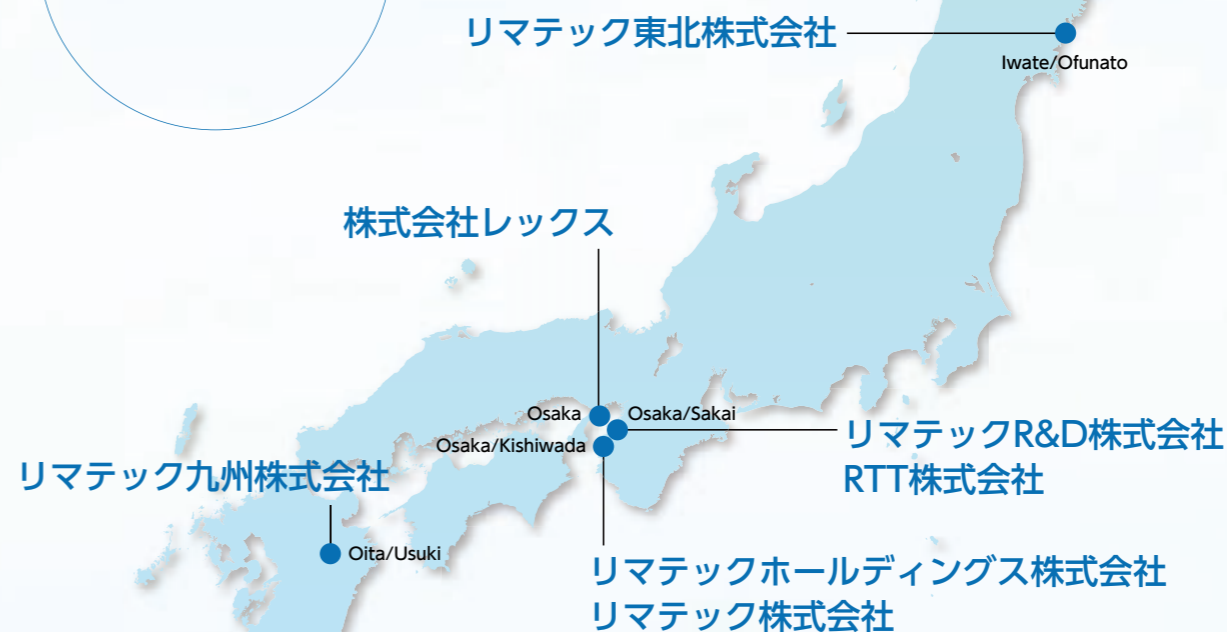 リマテック東北株式会社
Iwate/Ofunato
株式会社レックス
Osaka
Osaka/Sakai
Osaka/Kishiwada
リマテックR&D株式会社
RTT株式会社
リマテック九州株式会社
Oita/Usuki
リマテックホールディングス株式会社
リマテック株式会社